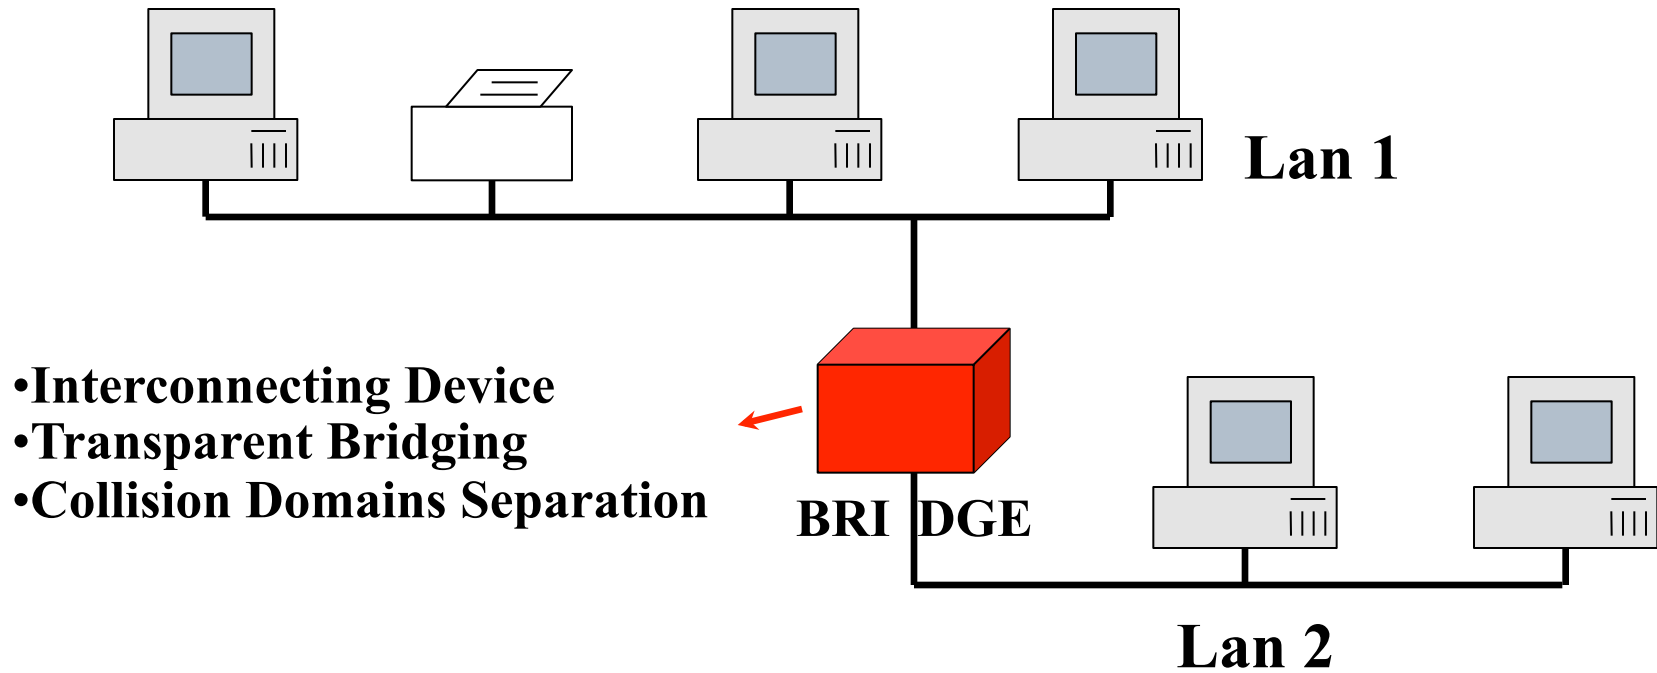 Lan 1
•Interconnecting Device
•Transparent Bridging
•Collision Domains Separation
BRI DGE
Lan 2